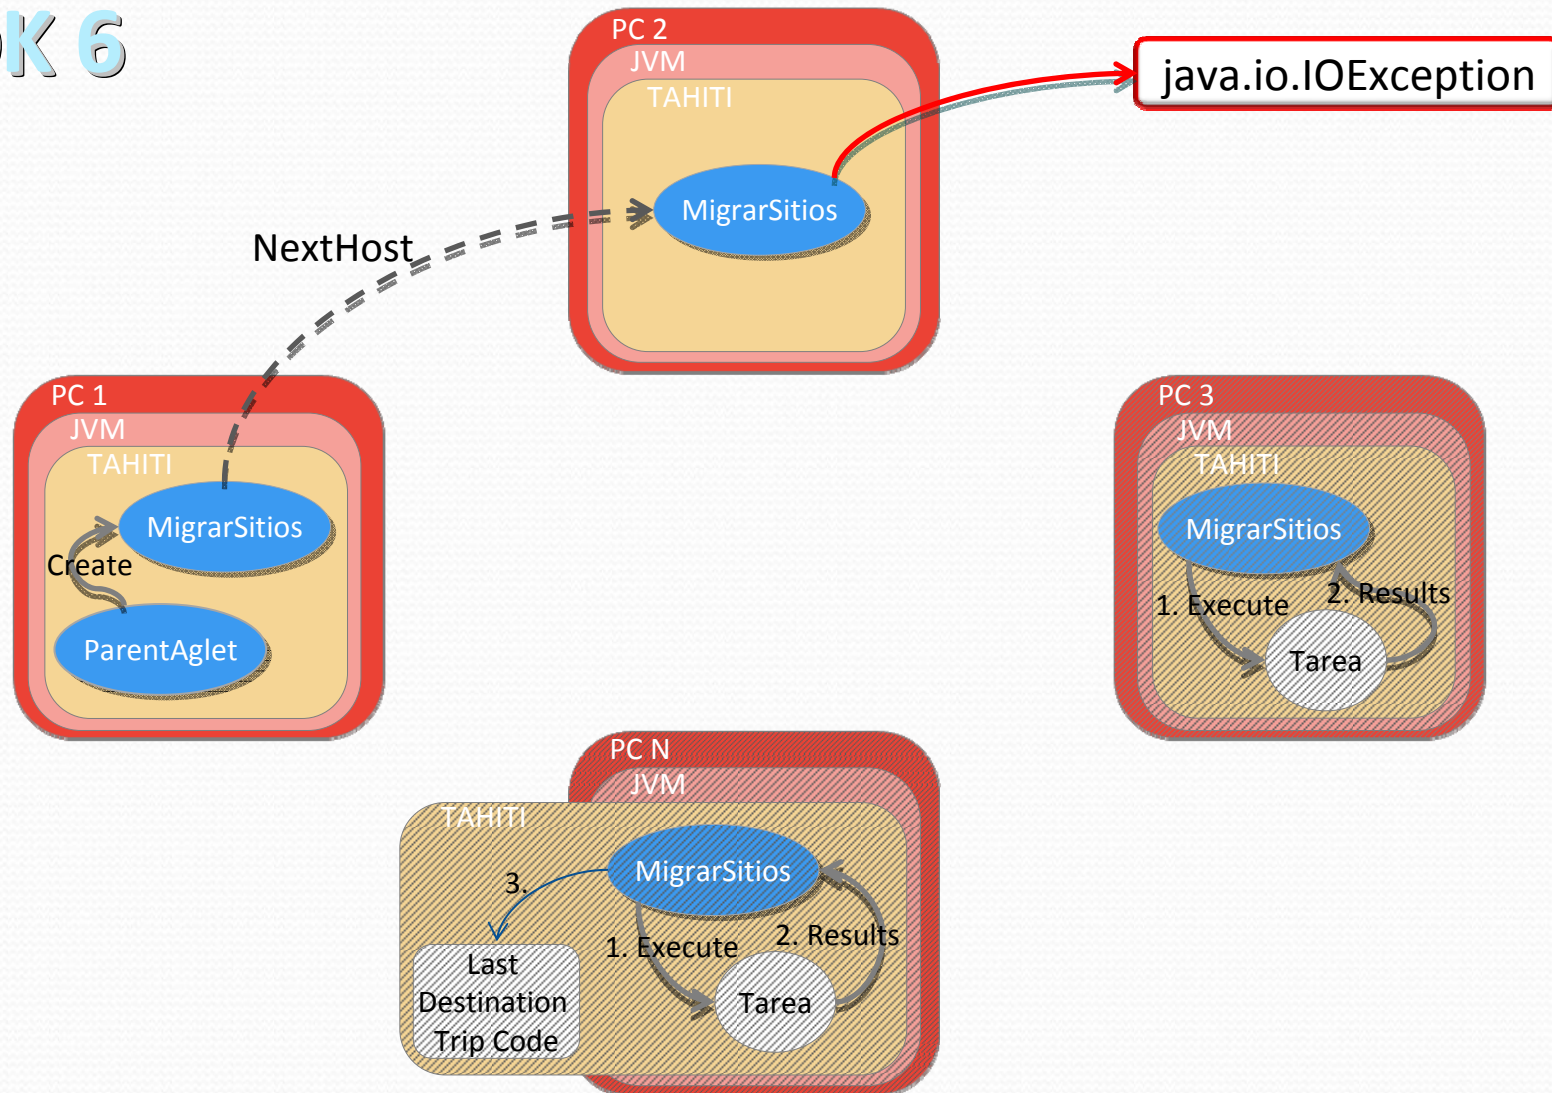 K 6
PC 2
JVM
TAHITI
MigrarSitios
java.io.IOException
NextHost
PC 1
JVM
TAHITI
MigrarSitios
Create
ParentAglet
PC 3
JVM
TAHITI
MigrarSitios
1. Execute
2. Results
Tarea
PC N
JVM
TAHITI
MigrarSitios
3.
1. Execute
2. Results
Last
Destination
Trip Code
Tarea